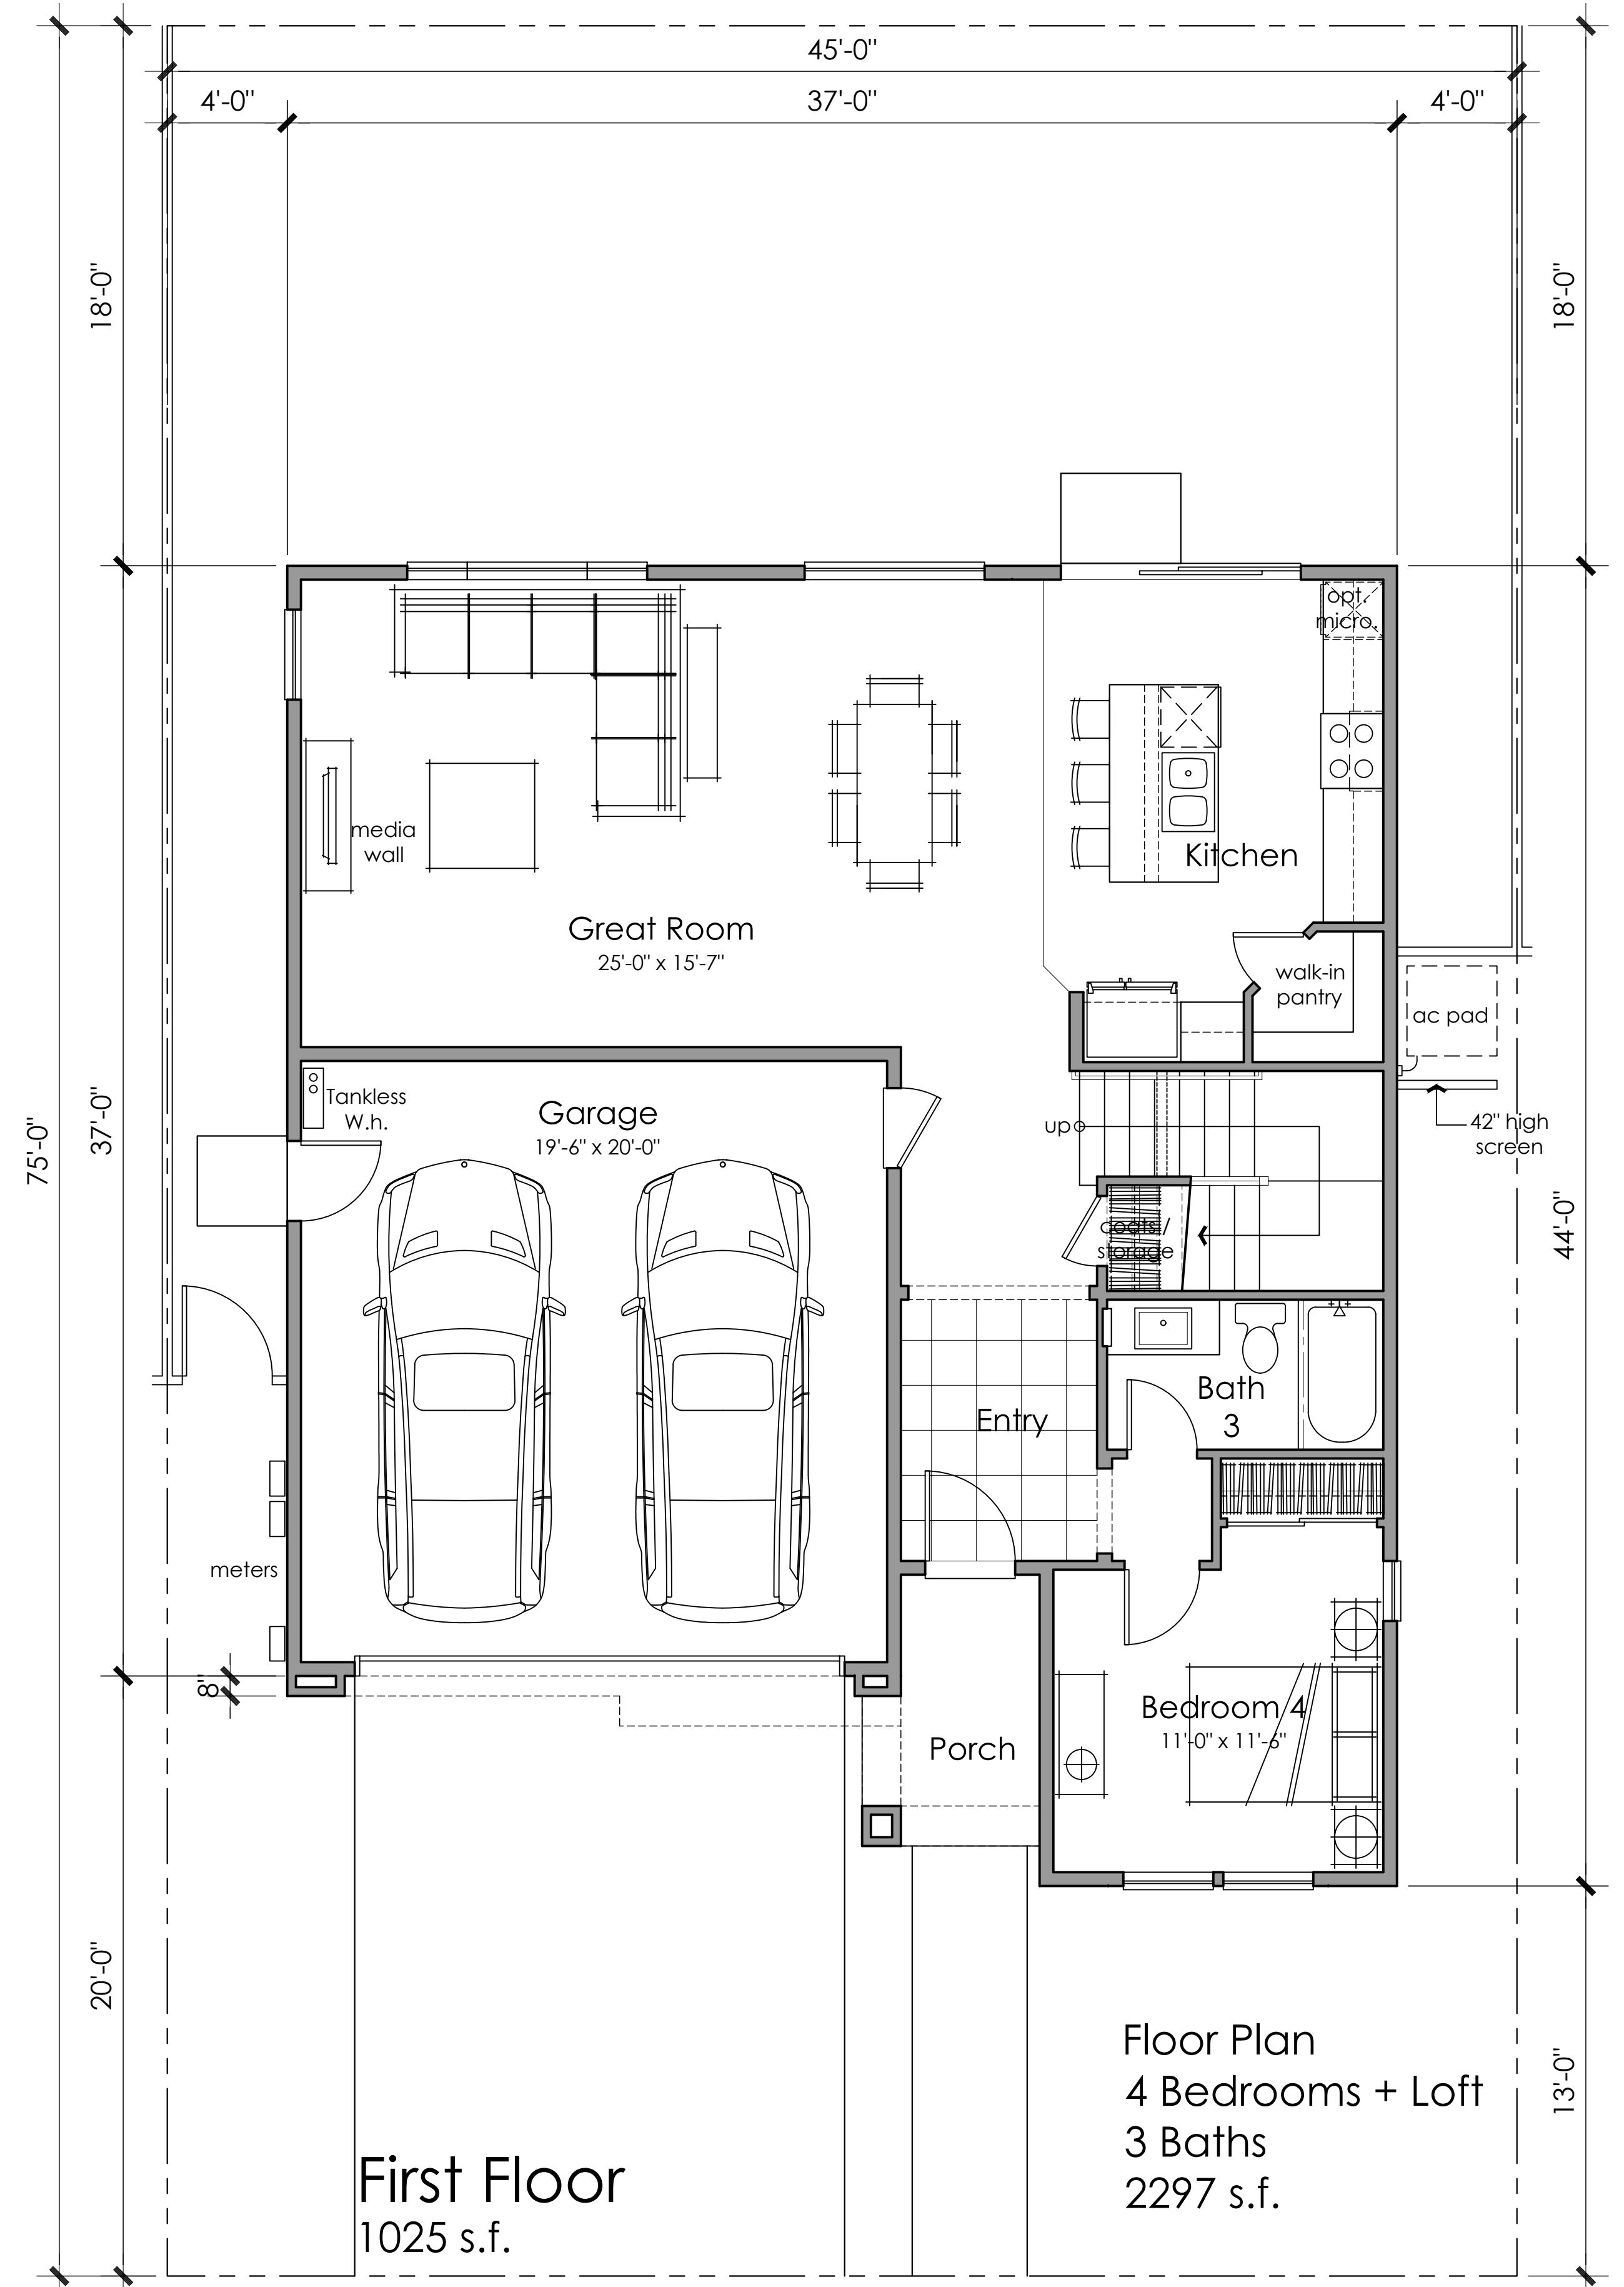 45'-0"
4'-0"
37'-0"
4'-0"
18'-0"
18'-0"
opt.
micro.
media
wall
Kitchen
Great Room
25'-0" x 15'-7"
walk-in
pantry
ac pad
Tankless
W.h.
Garage
19'-6" x 20'-0"
up
42" high
screen
75'-0"
37'-0"
44'-0"
coats /
storage
Bath
3
Entry
meters
8"
Bedroom 4
11'-0" x 11'-6"
Porch
20'-0"
13'-0"
Floor Plan
4 Bedrooms + Loft
3 Baths
2297 s.f.
First Floor
1025 s.f.